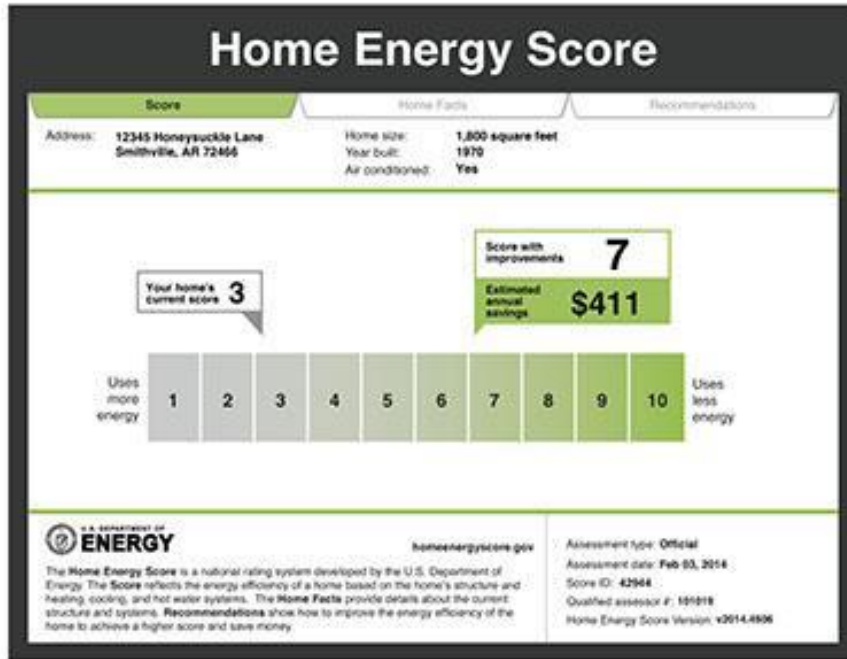 Home Energy Score
Score
Home Facts
Recommendations
Address: 12345 Honeysuckle Lane
Smithville, AR 72466
Home size: 1,800 square feet
Year built: 1970
Air conditioned: Yes
Score with improvements 7
Your home's current score 3
Estimated annual savings $411
Uses more energy
1 2 3 4 5 6 7 8 9 10
Uses less energy
U.S. DEPARTMENT OF
ENERGY
homeenergyscore.gov
The Home Energy Score is a national rating system developed by the U.S. Department of
Energy. The Score reflects the energy efficiency of a home based on the home's structure and
heating, cooling, and hot water systems. The Home Facts provide details about the current
structure and systems. Recommendations show how to improve the energy efficiency of the
home to achieve a higher score and save money.
Assessment type: Official
Assessment date: Feb 03, 2014
Score ID: 42904
Qualified assessor #: 101018
Home Energy Score Version: v2014.4606